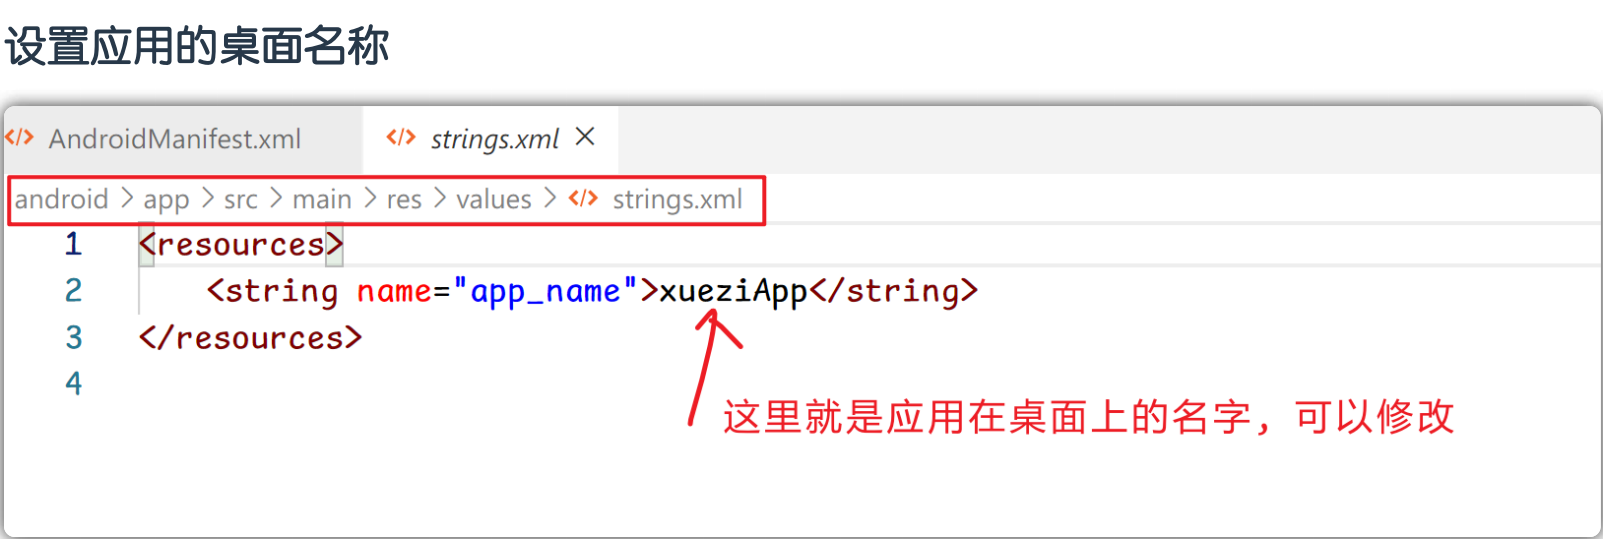 设置应用的桌面名称
</> AndroidManifest.xml </> strings.xml ×
android > app > src > main > res > values > </> strings.xml
1 <resources>
2 <string name="app_name">xueziApp</string>
3 </resources>
4
这里就是应用在桌面上的名字，可以修改